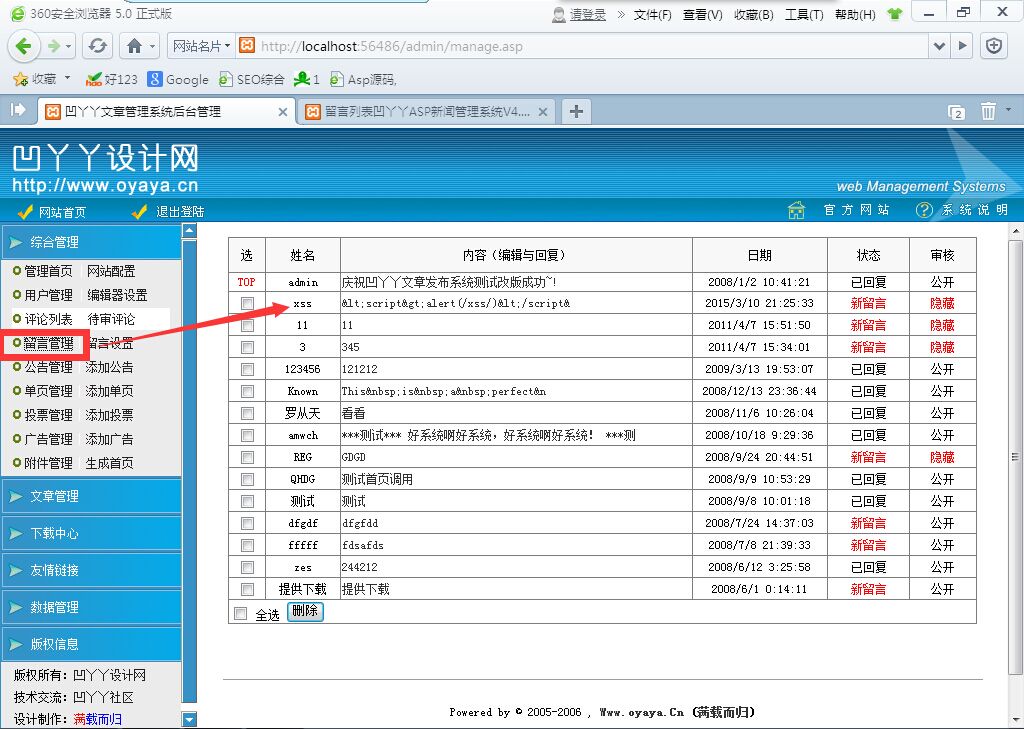 360安全浏览器 5.0 正式版
请登录 » 文件(F) 查看(V) 收藏(B) 工具(T) 帮助(H)
网站名片 http://localhost:56486/admin/manage.asp
收藏 好123 Google SEO综合 1 Asp源码,
凹丫丫文章管理系统后台管理 留言列表凹丫丫ASP新闻管理系统V4.... 2
凹丫丫设计网
http://www.oyaya.cn
web Management Systems
网站首页 退出登陆 官方网站 系统说明
综合管理
管理首页 网站配置
用户管理 编辑器设置
评论列表 待审评论
留言管理 留言设置
公告管理 添加公告
单页管理 添加单页
投票管理 添加投票
广告管理 添加广告
附件管理 生成首页
文章管理
下载中心
友情链接
数据管理
版权信息
版权所有：凹丫丫设计网
技术交流：凹丫丫社区
设计制作：满载而归
选 姓名 内容（编辑与回复） 日期 状态 审核
TOP admin 庆祝凹丫丫文章发布系统测试改版成功~! 2008/1/2 10:41:21 已回复 公开
xss &lt;script&gt;alert(/xss/)&lt;/script& 2015/3/10 21:25:33 新留言 隐藏
11 11 2011/4/7 15:51:50 新留言 隐藏
3 345 2011/4/7 15:34:01 新留言 隐藏
123456 121212 2009/3/13 19:53:07 已回复 公开
Known This&nbsp;is&nbsp;a&nbsp;perfect&n 2008/12/13 23:36:44 已回复 公开
罗从天 看看 2008/11/6 10:26:04 已回复 公开
amwch ***测试*** 好系统啊好系统，好系统啊好系统！ ***测 2008/10/18 9:29:36 已回复 公开
REG GDGD 2008/9/24 20:44:51 新留言 隐藏
QHDG 测试首页调用 2008/9/9 10:53:29 已回复 公开
测试 测试 2008/9/8 10:01:18 已回复 公开
dfgdf dfgfdd 2008/7/24 14:37:03 新留言 公开
fffff fdsafds 2008/7/8 21:39:33 新留言 公开
zes 244212 2008/6/12 3:25:58 已回复 公开
提供下载 提供下载 2008/6/1 0:14:11 新留言 公开
全选 删除
Powered by © 2005-2006 , Www.oyaya.Cn (满载而归)